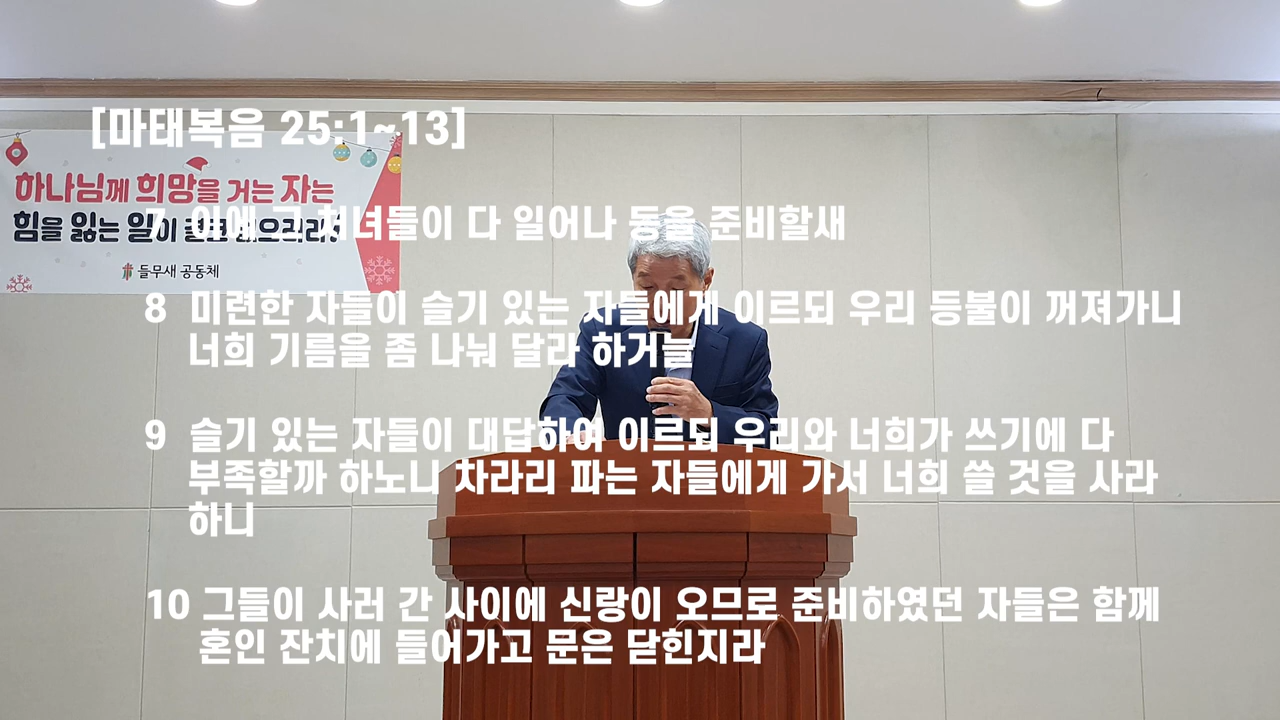 [마태복음 25:1~13]
하나님께 희망을 거는 자는
힘을 잃는 일이
들무새 공동체
7 이에 그 처녀들이 다 일어나 등을 준비할새
8 미련한 자들이 슬기 있는 자들에게 이르되 우리 등불이 꺼져가니
너희 기름을 좀 나눠 달라 하거늘
9 슬기 있는 자들이 대답하여 이르되 우리와 너희가 쓰기에 다
부족할까 하노니 차라리 파는 자들에게 가서 너희 쓸 것을 사라
하니
10 그들이 사러 간 사이에 신랑이 오므로 준비하였던 자들은 함께
혼인 잔치에 들어가고 문은 닫힌지라